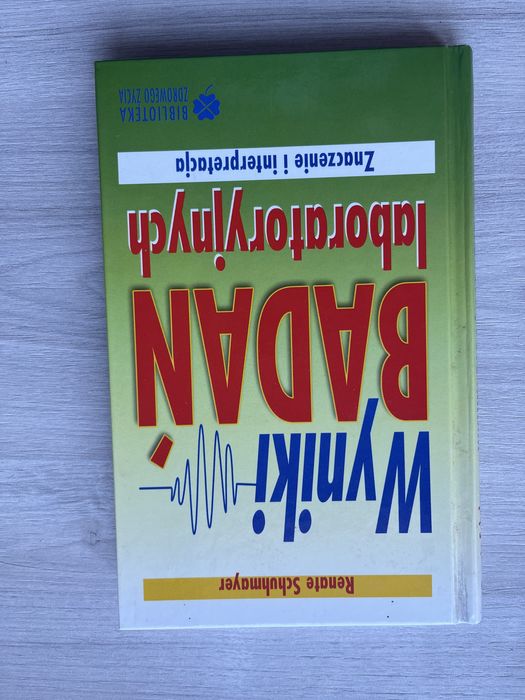 Renate Schuhmayer
Wyniki
BADAŃ
laboratoryjnych
Znaczenie i interpretacja
BIBLIOTEKA
ZDROWEGO ŻYCIA